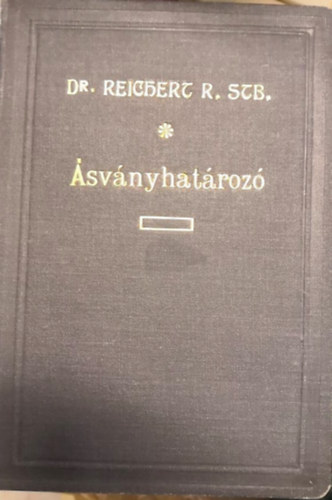 Dr. Reichert R. Stb.
Ásványhatározó